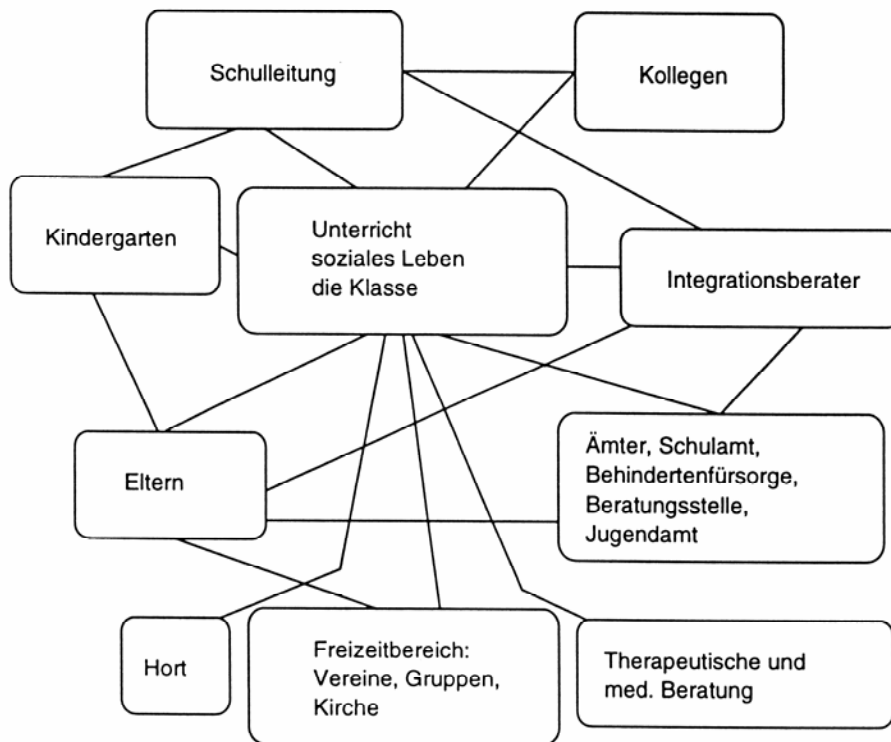 Schulleitung
Kollegen
Kindergarten
Unterricht
soziales Leben
die Klasse
Integrationsberater
Eltern
Ämter, Schulamt,
Behindertenfürsorge,
Beratungsstelle,
Jugendamt
Hort
Freizeitbereich:
Vereine, Gruppen,
Kirche
Therapeutische und
med. Beratung